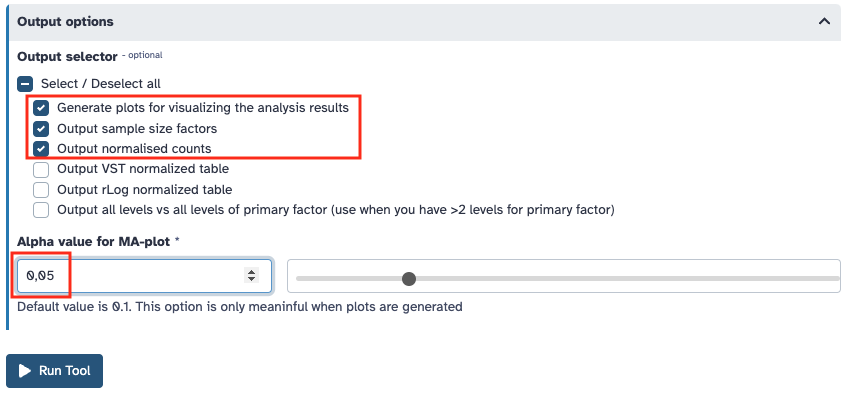 Output options
Output selector - optional
Select / Deselect all
Generate plots for visualizing the analysis results
Output sample size factors
Output normalised counts
Output VST normalized table
Output rLog normalized table
Output all levels vs all levels of primary factor (use when you have >2 levels for primary factor)
Alpha value for MA-plot *
0,05
Default value is 0.1. This option is only meaninful when plots are generated
Run Tool